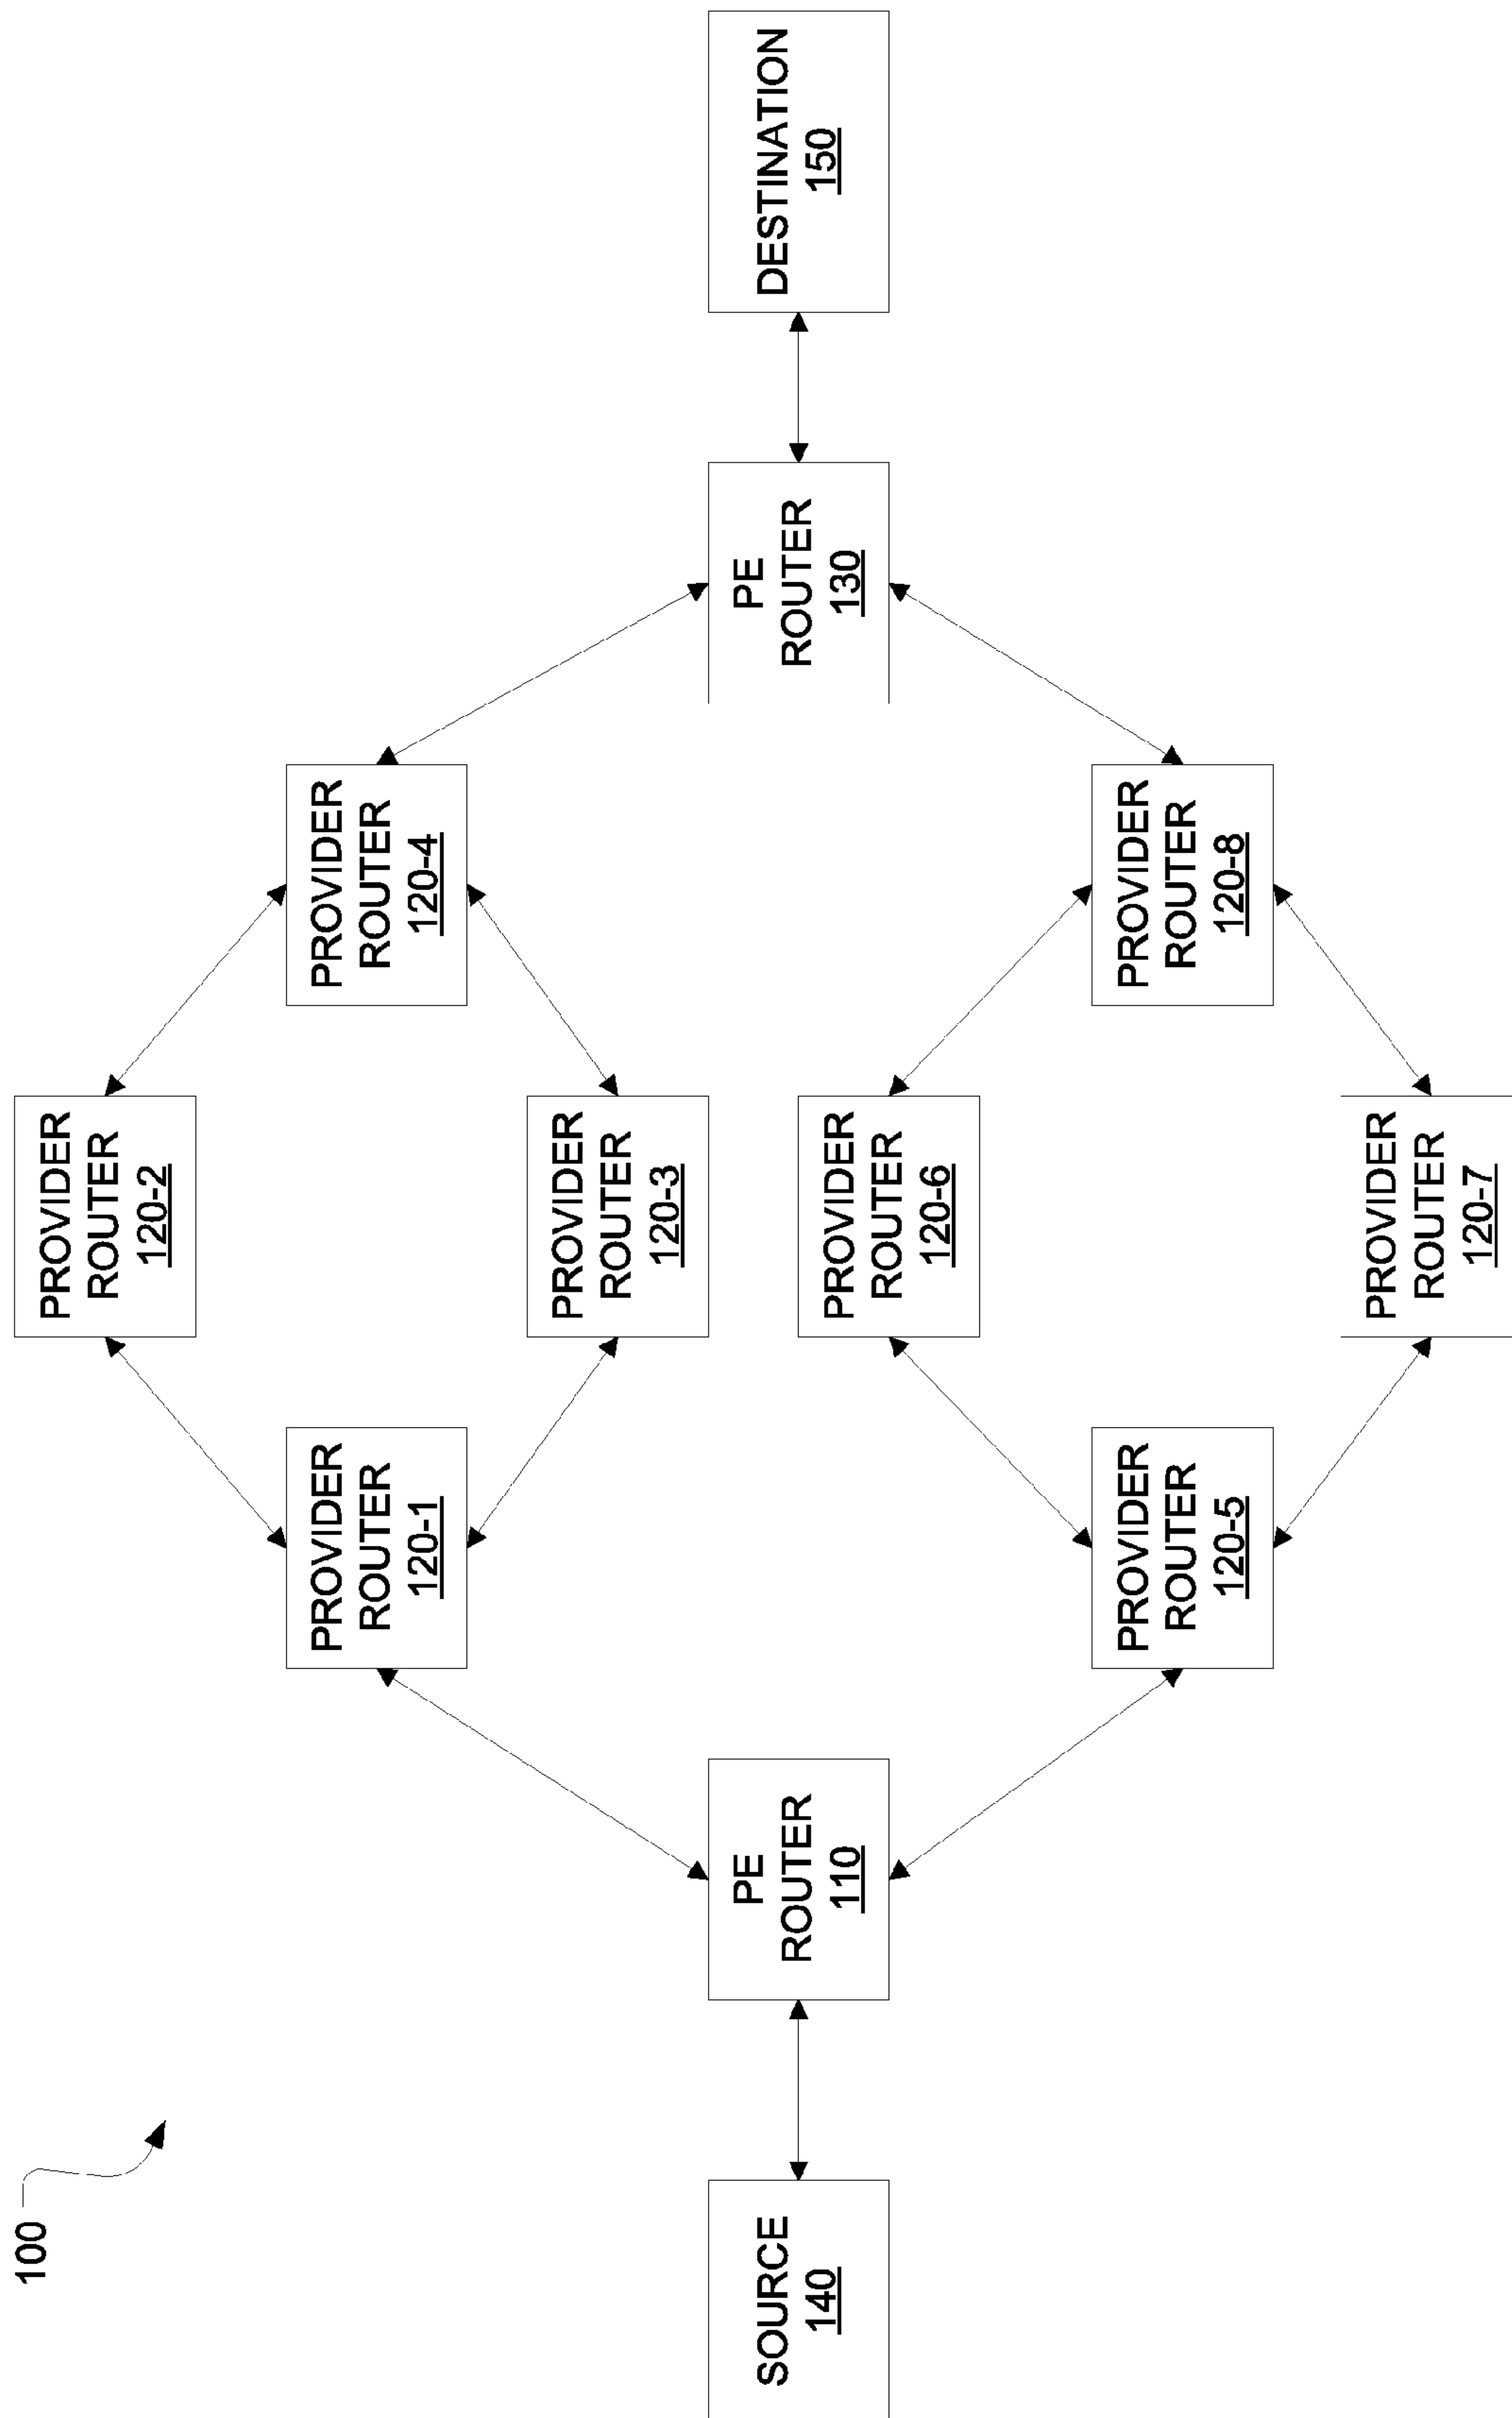 100
SOURCE
140
PE
ROUTER
110
PROVIDER
ROUTER
120-1
PROVIDER
ROUTER
120-2
PROVIDER
ROUTER
120-3
PROVIDER
ROUTER
120-4
PROVIDER
ROUTER
120-5
PROVIDER
ROUTER
120-6
PROVIDER
ROUTER
120-7
PROVIDER
ROUTER
120-8
PE
ROUTER
130
DESTINATION
150